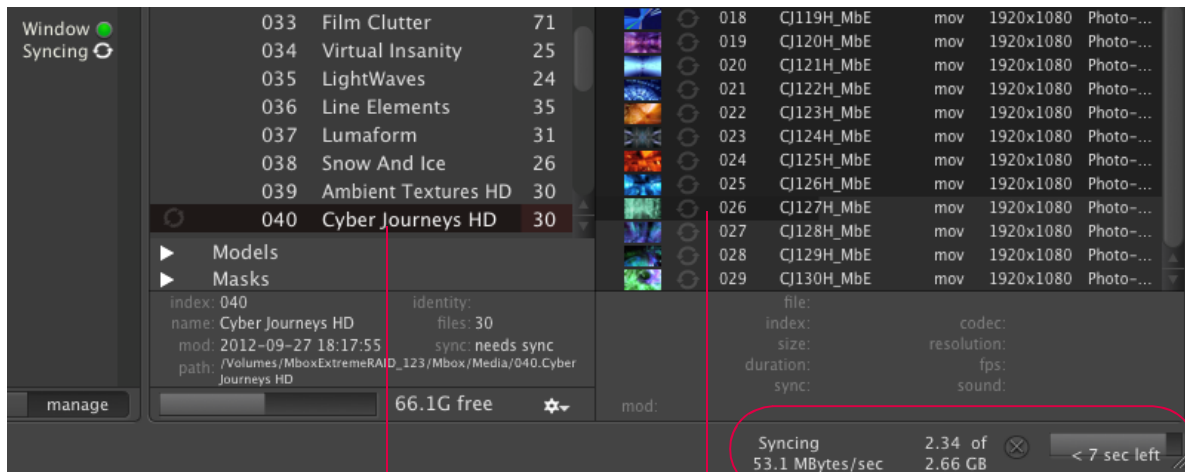 Window
Syncing
033 Film Clutter 71
034 Virtual Insanity 25
035 LightWaves 24
036 Line Elements 35
037 Lumaform 31
038 Snow And Ice 26
039 Ambient Textures HD 30
040 Cyber Journeys HD 30
Models
Masks
index: 040 identity:
name: Cyber Journeys HD files: 30
mod: 2012-09-27 18:17:55 sync: needs sync
path: /Volumes/MboxExtremeRAID_123/Mbox/Media/040.Cyber
Journeys HD
manage
66.1G free
018 CJ119H_MbE mov 1920x1080 Photo-...
019 CJ120H_MbE mov 1920x1080 Photo-...
020 CJ121H_MbE mov 1920x1080 Photo-...
021 CJ122H_MbE mov 1920x1080 Photo-...
022 CJ123H_MbE mov 1920x1080 Photo-...
023 CJ124H_MbE mov 1920x1080 Photo-...
024 CJ125H_MbE mov 1920x1080 Photo-...
025 CJ126H_MbE mov 1920x1080 Photo-...
026 CJ127H_MbE mov 1920x1080 Photo-...
027 CJ128H_MbE mov 1920x1080 Photo-...
028 CJ129H_MbE mov 1920x1080 Photo-...
029 CJ130H_MbE mov 1920x1080 Photo-...
file:
index: codec:
size: resolution:
duration: fps:
sync: sound:
mod:
Syncing 2.34 of
53.1 MBytes/sec 2.66 GB
< 7 sec left